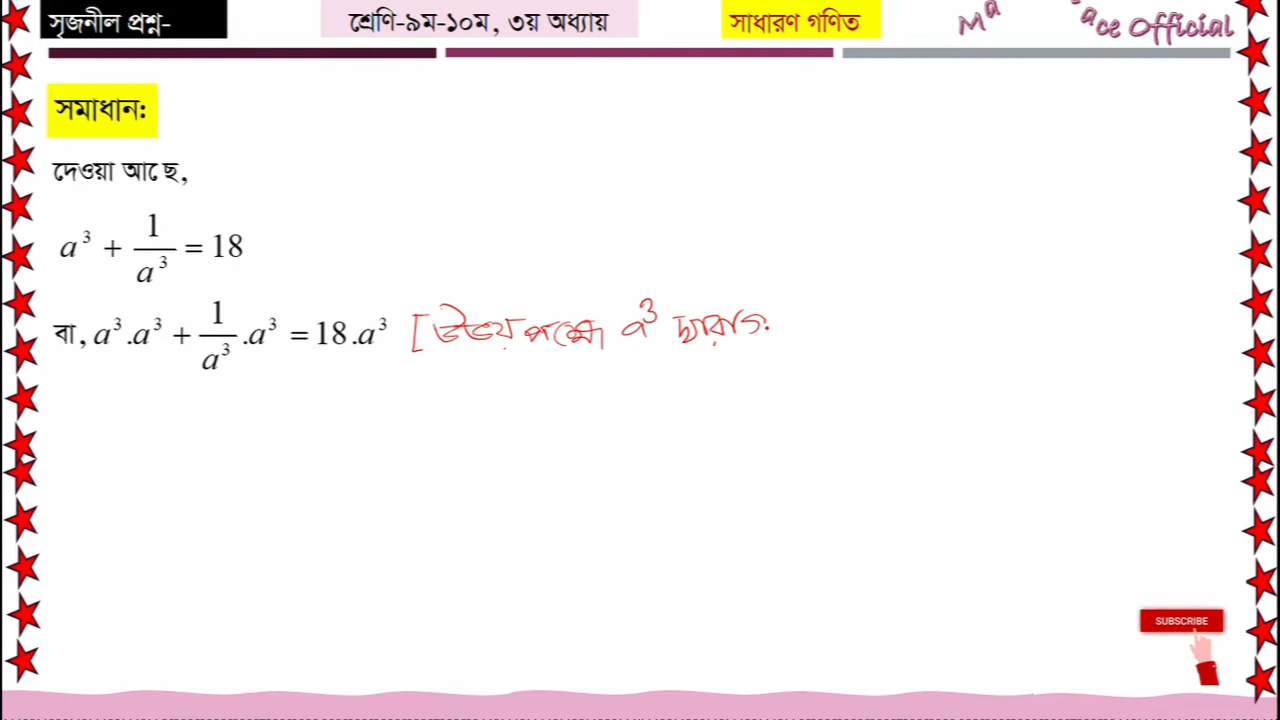 সৃজনীল প্রশ্ন-
শ্রেণি-৯ম-১০ম, ৩য় অধ্যায়
সাধারণ গণিত
Ma ace Official
সমাধান:
দেওয়া আছে,
a³ + 1/a³ = 18
বা, a³.a³ + 1/a³ .a³ = 18.a³ [উভয়পক্ষে a³ দ্বারা
SUBSCRIBE